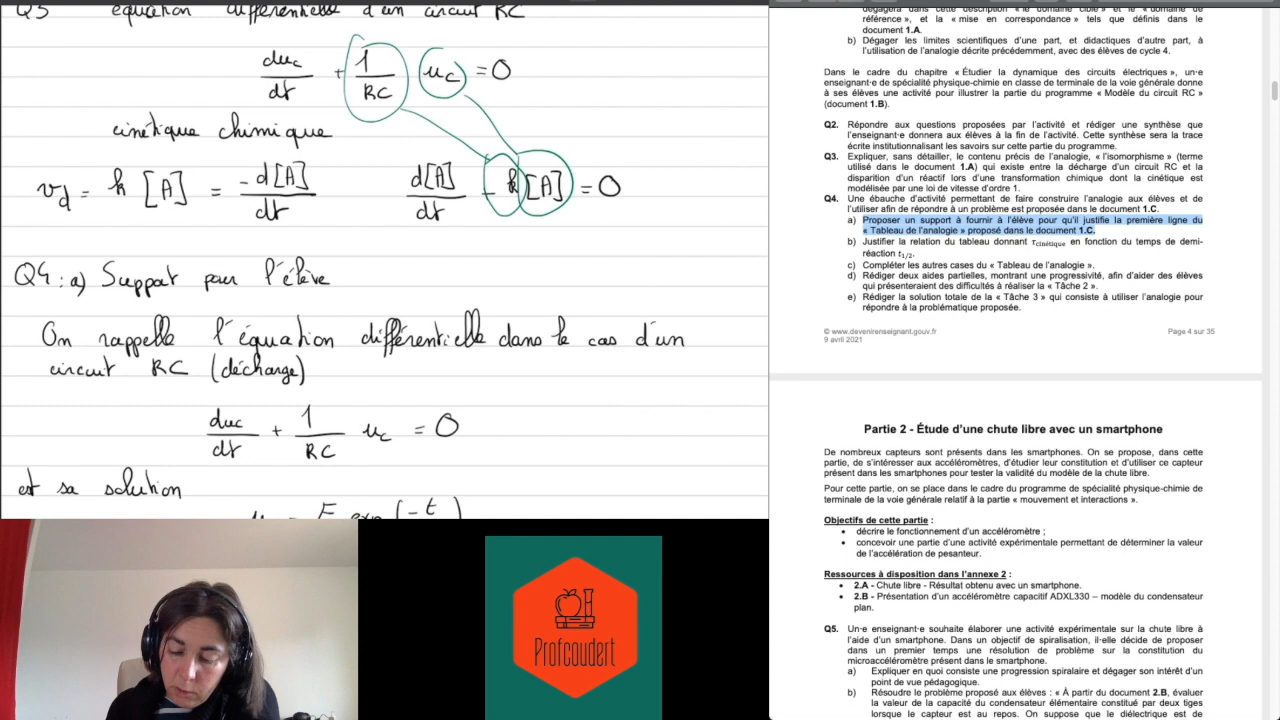 Q3 équation différentielle d'un circuit RC
duc/dt + 1/RC uc = 0
cinétique chimique
vd = k [A] = -d[A]/dt d[A]/dt - k [A] = 0
Q4 : a) Support pour l'élève
On rappelle l'équation différentielle dans le cas d'un
circuit RC (décharge)
duc/dt + 1/RC uc = 0
et sa solution
exp (-t
Profcoudert
dégagera dans cette description « le domaine cible » et le « domaine de
référence », et la « mise en correspondance » tels que définis dans le
document 1.A.
b) Dégager les limites scientifiques d'une part, et didactiques d'autre part, à
l'utilisation de l'analogie décrite précédemment, avec des élèves de cycle 4.
Dans le cadre du chapitre « Étudier la dynamique des circuits électriques », un·e
enseignant·e de spécialité physique-chimie en classe de terminale de la voie générale donne
à ses élèves une activité pour illustrer la partie du programme « Modèle du circuit RC »
(document 1.B).
Q2. Répondre aux questions proposées par l'activité et rédiger une synthèse que
l'enseignant·e donnera aux élèves à la fin de l'activité. Cette synthèse sera la trace
écrite institutionnalisant les savoirs sur cette partie du programme.
Q3. Expliquer, sans détailler, le contenu précis de l'analogie, « l'isomorphisme » (terme
utilisé dans le document 1.A) qui existe entre la décharge d'un circuit RC et la
disparition d'un réactif lors d'une transformation chimique dont la cinétique est
modélisée par une loi de vitesse d'ordre 1.
Q4. Une ébauche d'activité permettant de faire construire l'analogie aux élèves et de
l'utiliser afin de répondre à un problème est proposée dans le document 1.C.
a) Proposer un support à fournir à l'élève pour qu'il justifie la première ligne du
« Tableau de l'analogie » proposé dans le document 1.C.
b) Justifier la relation du tableau donnant τcinétique en fonction du temps de demi-
réaction t1/2.
c) Compléter les autres cases du « Tableau de l'analogie ».
d) Rédiger deux aides partielles, montrant une progressivité, afin d'aider des élèves
qui présenteraient des difficultés à réaliser la « Tâche 2 ».
e) Rédiger la solution totale de la « Tâche 3 » qui consiste à utiliser l'analogie pour
répondre à la problématique proposée.
© www.devenirenseignant.gouv.fr Page 4 sur 35
9 avril 2021
Partie 2 - Étude d'une chute libre avec un smartphone
De nombreux capteurs sont présents dans les smartphones. On se propose, dans cette
partie, de s'intéresser aux accéléromètres, d'étudier leur constitution et d'utiliser ce capteur
présent dans les smartphones pour tester la validité du modèle de la chute libre.
Pour cette partie, on se place dans le cadre du programme de spécialité physique-chimie de
terminale de la voie générale relatif à la partie « mouvement et interactions ».
Objectifs de cette partie :
• décrire le fonctionnement d'un accéléromètre ;
• concevoir une partie d'une activité expérimentale permettant de déterminer la valeur
de l'accélération de pesanteur.
Ressources à disposition dans l'annexe 2 :
• 2.A - Chute libre - Résultat obtenu avec un smartphone.
• 2.B - Présentation d'un accéléromètre capacitif ADXL330 – modèle du condensateur
plan.
Q5. Un·e enseignant·e souhaite élaborer une activité expérimentale sur la chute libre à
l'aide d'un smartphone. Dans un objectif de spiralisation, il·elle décide de proposer
dans un premier temps une résolution de problème sur la constitution du
microaccéléromètre présent dans le smartphone.
a) Expliquer en quoi consiste une progression spiralaire et dégager son intérêt d'un
point de vue pédagogique.
b) Résoudre le problème proposé aux élèves : « À partir du document 2.B, évaluer
la valeur de la capacité du condensateur élémentaire constitué par deux tiges
lorsque le capteur est au repos. On suppose que le diélectrique est de